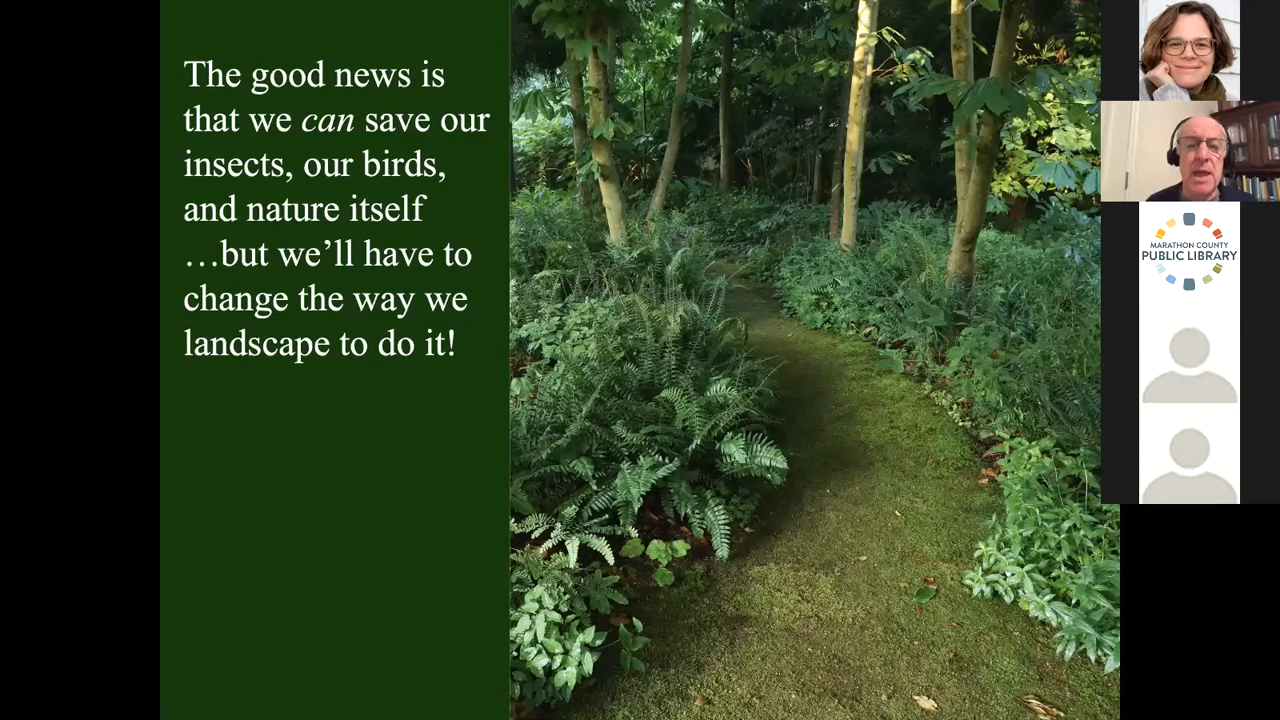 The good news is
that we can save our
insects, our birds,
and nature itself
…but we’ll have to
change the way we
landscape to do it!
MARATHON COUNTY
PUBLIC LIBRARY